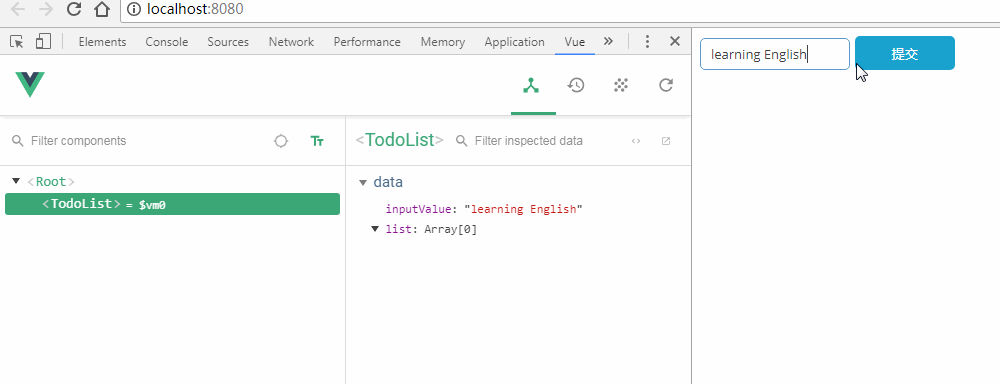 localhost:8080
Elements Console Sources Network Performance Memory Application Vue »
learning English 提交
Filter components <TodoList> Filter inspected data
<Root>
<TodoList> = $vm0
data
inputValue: "learning English"
list: Array[0]